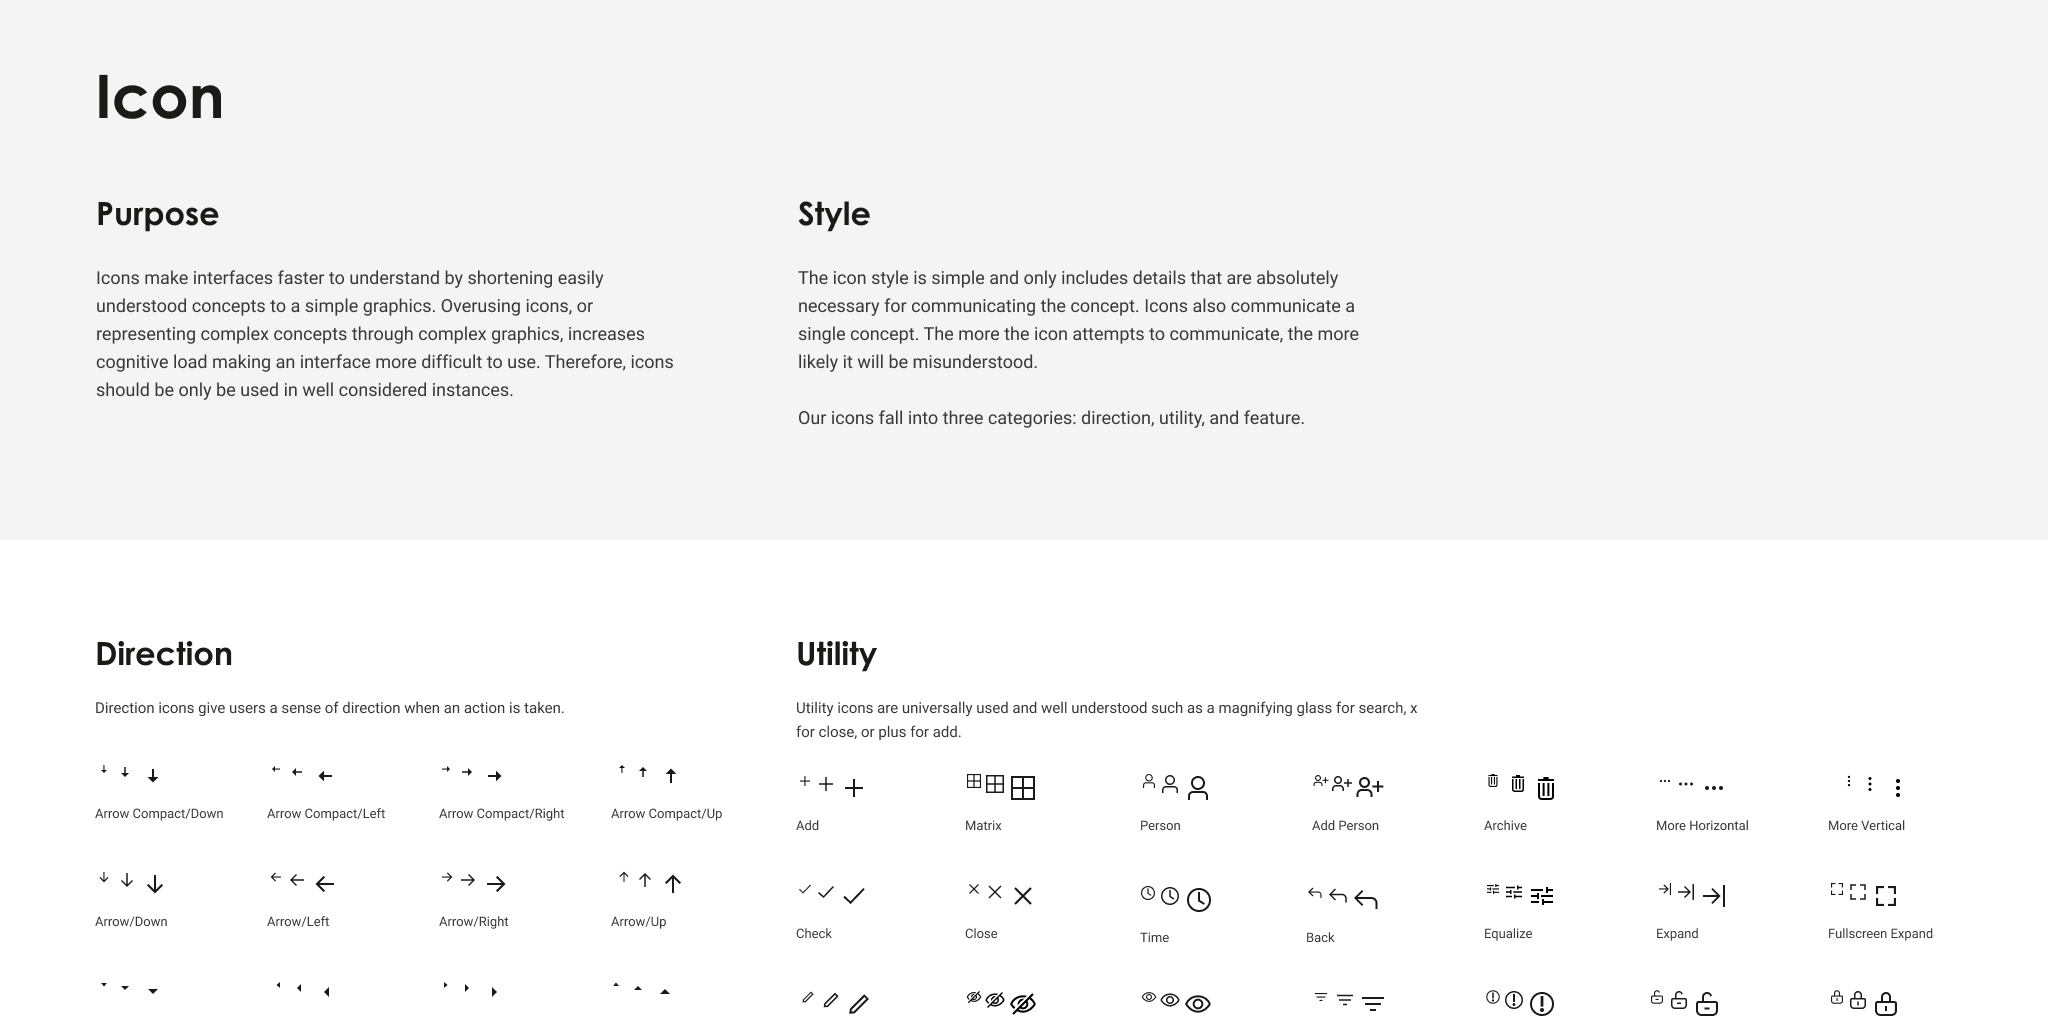 Icon
Purpose
Icons make interfaces faster to understand by shortening easily
understood concepts to a simple graphics. Overusing icons, or
representing complex concepts through complex graphics, increases
cognitive load making an interface more difficult to use. Therefore, icons
should be only be used in well considered instances.
Style
The icon style is simple and only includes details that are absolutely
necessary for communicating the concept. Icons also communicate a
single concept. The more the icon attempts to communicate, the more
likely it will be misunderstood.
Our icons fall into three categories: direction, utility, and feature.
Direction
Direction icons give users a sense of direction when an action is taken.
Arrow Compact/Down
Arrow Compact/Left
Arrow Compact/Right
Arrow Compact/Up
Arrow/Down
Arrow/Left
Arrow/Right
Arrow/Up
Utility
Utility icons are universally used and well understood such as a magnifying glass for search, x
for close, or plus for add.
Add
Matrix
Person
Add Person
Archive
More Horizontal
More Vertical
Check
Close
Time
Back
Equalize
Expand
Fullscreen Expand